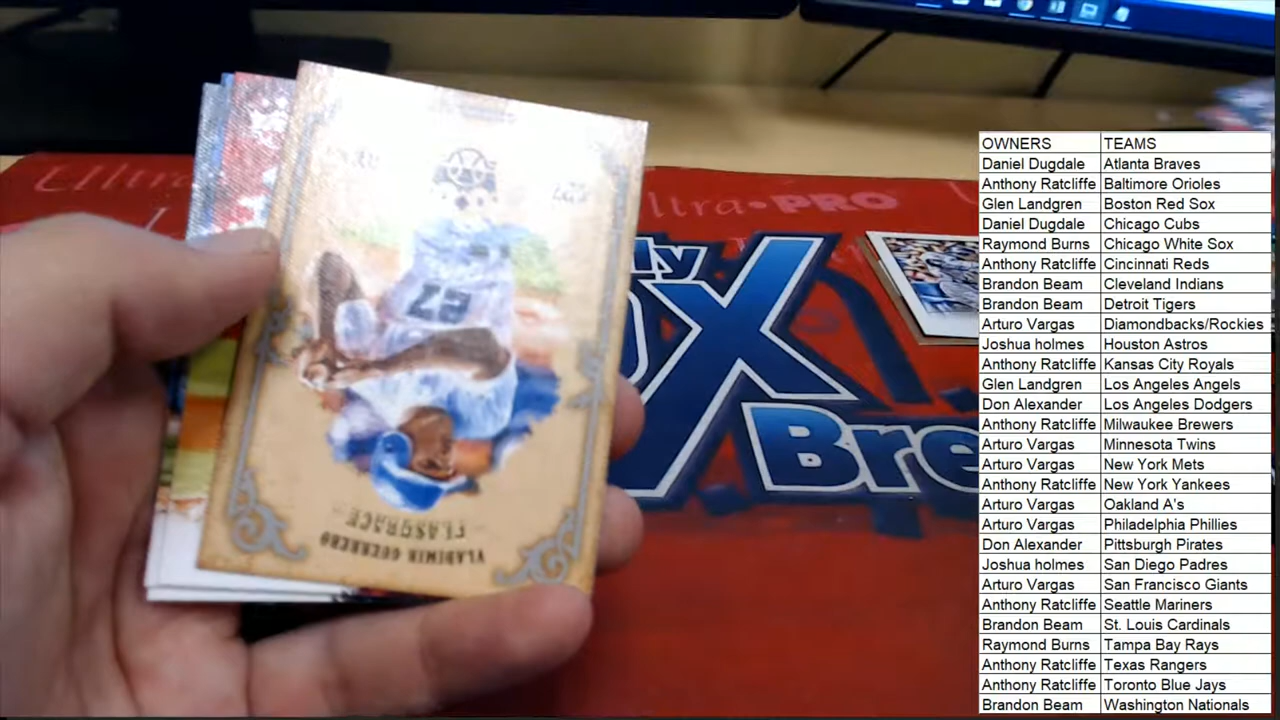 Ultra
ltra•PRO
ly
OX
Bre
27
VLADIMIR GUERRERO
OWNERS TEAMS
Daniel Dugdale Atlanta Braves
Anthony Ratcliffe Baltimore Orioles
Glen Landgren Boston Red Sox
Daniel Dugdale Chicago Cubs
Raymond Burns Chicago White Sox
Anthony Ratcliffe Cincinnati Reds
Brandon Beam Cleveland Indians
Brandon Beam Detroit Tigers
Arturo Vargas Diamondbacks/Rockies
Joshua holmes Houston Astros
Anthony Ratcliffe Kansas City Royals
Glen Landgren Los Angeles Angels
Don Alexander Los Angeles Dodgers
Anthony Ratcliffe Milwaukee Brewers
Arturo Vargas Minnesota Twins
Arturo Vargas New York Mets
Anthony Ratcliffe New York Yankees
Arturo Vargas Oakland A's
Arturo Vargas Philadelphia Phillies
Don Alexander Pittsburgh Pirates
Joshua holmes San Diego Padres
Arturo Vargas San Francisco Giants
Anthony Ratcliffe Seattle Mariners
Brandon Beam St. Louis Cardinals
Raymond Burns Tampa Bay Rays
Anthony Ratcliffe Texas Rangers
Anthony Ratcliffe Toronto Blue Jays
Brandon Beam Washington Nationals